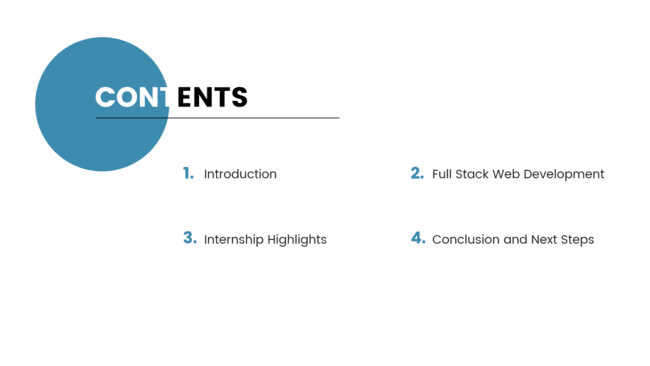 CONTENTS
1. Introduction
2. Full Stack Web Development
3. Internship Highlights
4. Conclusion and Next Steps